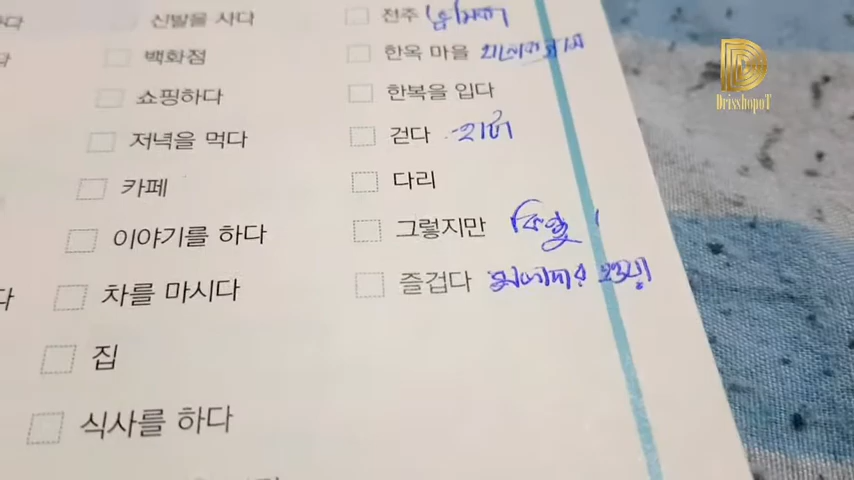 신발을 사다
백화점
쇼핑하다
저녁을 먹다
카페
이야기를 하다
차를 마시다
집
식사를 하다
전주
한옥 마을
한복을 입다
걷다 হাটা
다리
그렇지만 কিন্তু
즐겁다 মজাদার হওয়া
DrisshopoT